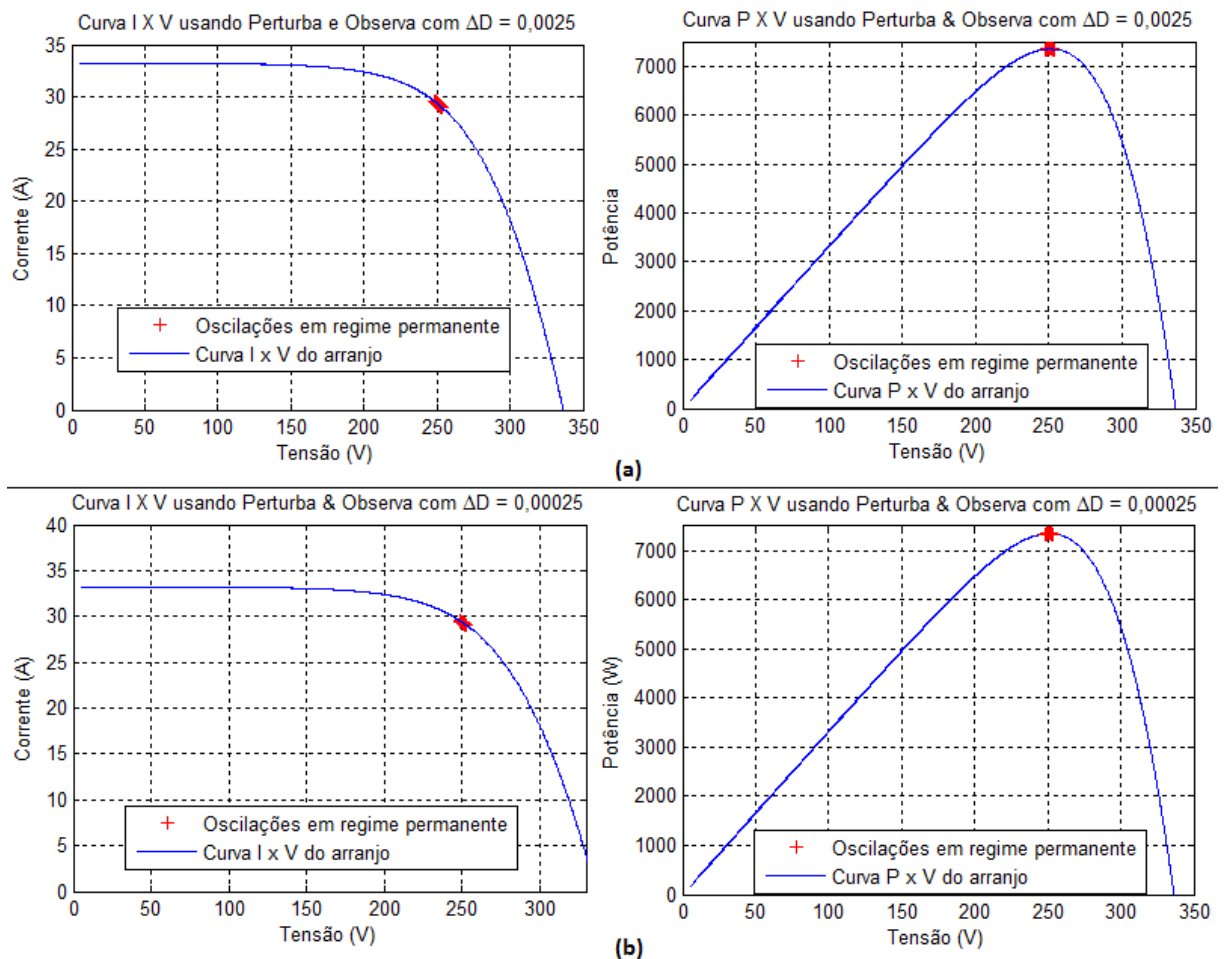 Curva I X V usando Perturba e Observa com ΔD = 0,0025
35
30
25
20
15
10
5
0
Corrente (A)
Oscilações em regime permanente
Curva I x V do arranjo
0 50 100 150 200 250 300 350
Tensão (V)
Curva P X V usando Perturba & Observa com ΔD = 0,0025
7000
6000
5000
4000
3000
2000
1000
0
Potência
Oscilações em regime permanente
Curva P x V do arranjo
0 50 100 150 200 250 300 350
Tensão (V)
(a)
Curva I X V usando Perturba & Observa com ΔD = 0,00025
40
35
30
25
20
15
10
5
0
Corrente (A)
Oscilações em regime permanente
Curva I x V do arranjo
0 50 100 150 200 250 300
Tensão (V)
Curva P X V usando Perturba & Observa com ΔD = 0,00025
7000
6000
5000
4000
3000
2000
1000
0
Potência (W)
Oscilações em regime permanente
Curva P x V do arranjo
0 50 100 150 200 250 300 350
Tensão (V)
(b)